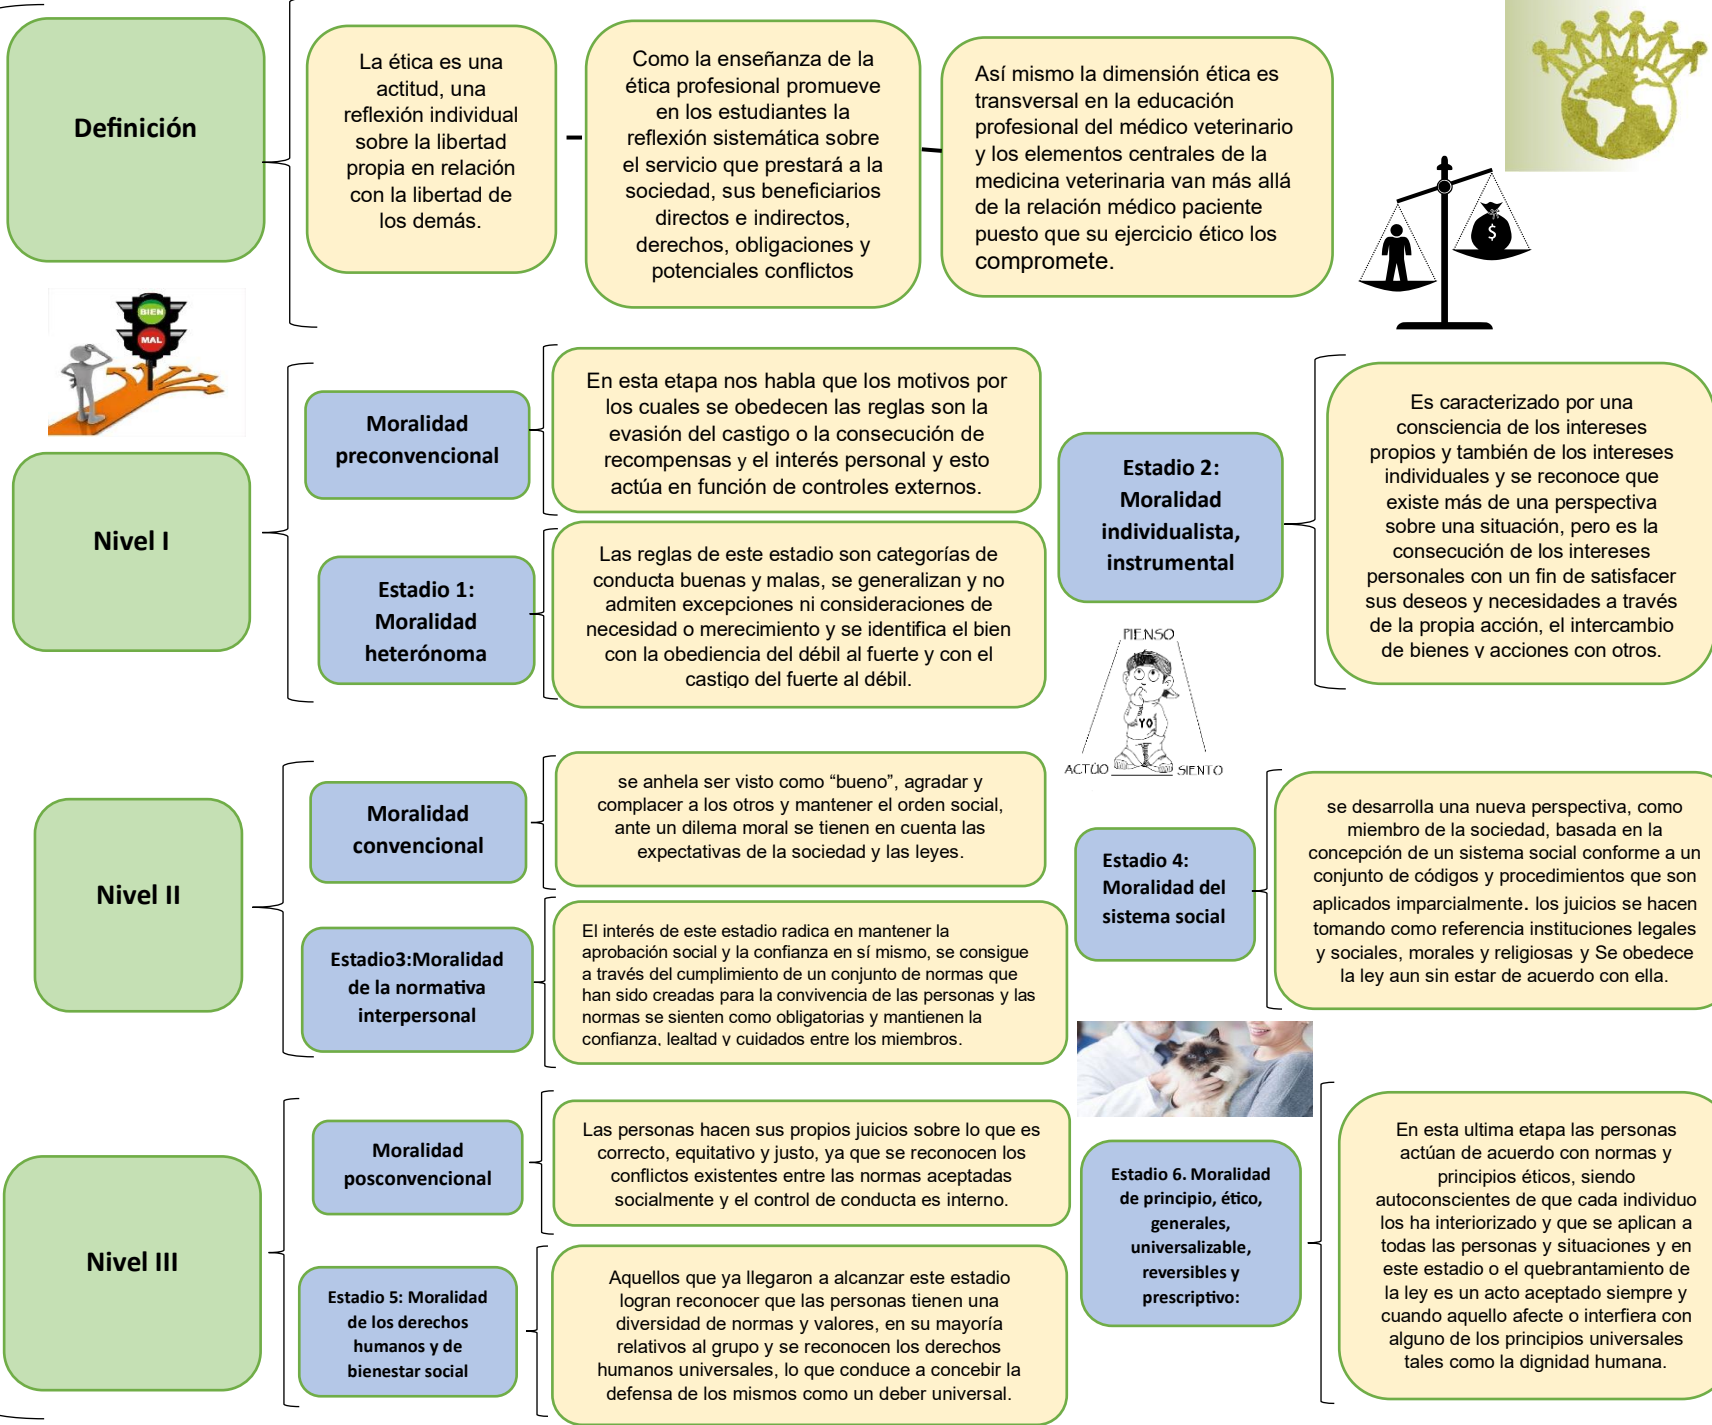 Definición
La ética es una
actitud, una
reflexión individual
sobre la libertad
propia en relación
con la libertad de
los demás.
Como la enseñanza de la
ética profesional promueve
en los estudiantes la
reflexión sistemática sobre
el servicio que prestará a la
sociedad, sus beneficiarios
directos e indirectos,
derechos, obligaciones y
potenciales conflictos
Así mismo la dimensión ética es
transversal en la educación
profesional del médico veterinario
y los elementos centrales de la
medicina veterinaria van más allá
de la relación médico paciente
puesto que su ejercicio ético los
compromete.
$
BIEN
MAL
Nivel I
Moralidad
preconvencional
En esta etapa nos habla que los motivos por
los cuales se obedecen las reglas son la
evasión del castigo o la consecución de
recompensas y el interés personal y esto
actúa en función de controles externos.
Estadio 1:
Moralidad
heterónoma
Las reglas de este estadio son categorías de
conducta buenas y malas, se generalizan y no
admiten excepciones ni consideraciones de
necesidad o merecimiento y se identifica el bien
con la obediencia del débil al fuerte y con el
castigo del fuerte al débil.
Estadio 2:
Moralidad
individualista,
instrumental
Es caracterizado por una
consciencia de los intereses
propios y también de los intereses
individuales y se reconoce que
existe más de una perspectiva
sobre una situación, pero es la
consecución de los intereses
personales con un fin de satisfacer
sus deseos y necesidades a través
de la propia acción, el intercambio
de bienes y acciones con otros.
PIENSO
YO
ACTÚO
SIENTO
Nivel II
Moralidad
convencional
se anhela ser visto como “bueno”, agradar y
complacer a los otros y mantener el orden social,
ante un dilema moral se tienen en cuenta las
expectativas de la sociedad y las leyes.
Estadio3:Moralidad
de la normativa
interpersonal
El interés de este estadio radica en mantener la
aprobación social y la confianza en sí mismo, se consigue
a través del cumplimiento de un conjunto de normas que
han sido creadas para la convivencia de las personas y las
normas se sienten como obligatorias y mantienen la
confianza, lealtad y cuidados entre los miembros.
Estadio 4:
Moralidad del
sistema social
se desarrolla una nueva perspectiva, como
miembro de la sociedad, basada en la
concepción de un sistema social conforme a un
conjunto de códigos y procedimientos que son
aplicados imparcialmente. los juicios se hacen
tomando como referencia instituciones legales
y sociales, morales y religiosas y Se obedece
la ley aun sin estar de acuerdo con ella.
Nivel III
Moralidad
posconvencional
Las personas hacen sus propios juicios sobre lo que es
correcto, equitativo y justo, ya que se reconocen los
conflictos existentes entre las normas aceptadas
socialmente y el control de conducta es interno.
Estadio 5: Moralidad
de los derechos
humanos y de
bienestar social
Aquellos que ya llegaron a alcanzar este estadio
logran reconocer que las personas tienen una
diversidad de normas y valores, en su mayoría
relativos al grupo y se reconocen los derechos
humanos universales, lo que conduce a concebir la
defensa de los mismos como un deber universal.
Estadio 6. Moralidad
de principio, ético,
generales,
universalizable,
reversibles y
prescriptivo:
En esta ultima etapa las personas
actúan de acuerdo con normas y
principios éticos, siendo
autoconscientes de que cada individuo
los ha interiorizado y que se aplican a
todas las personas y situaciones y en
este estadio o el quebrantamiento de
la ley es un acto aceptado siempre y
cuando aquello afecte o interfiera con
alguno de los principios universales
tales como la dignidad humana.